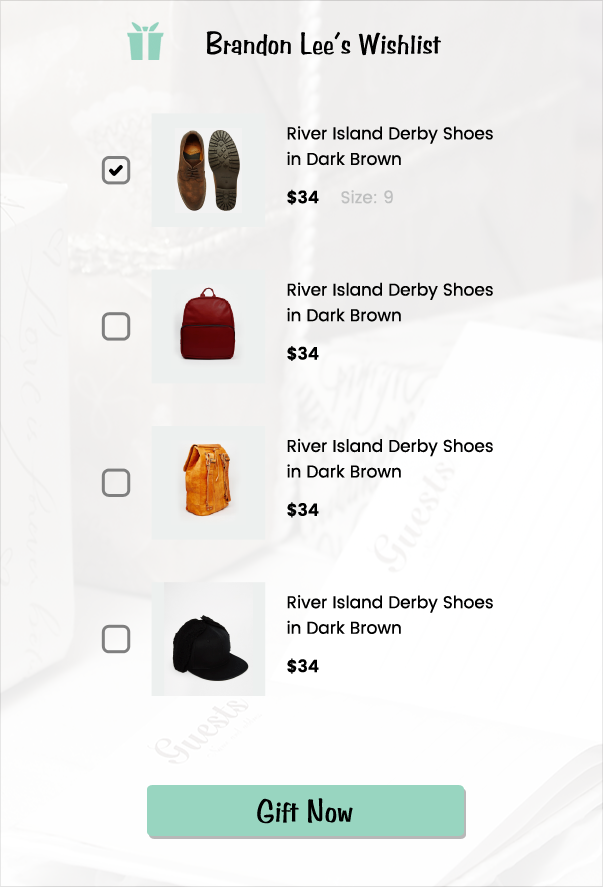 Brandon Lee's Wishlist
River Island Derby Shoes
in Dark Brown
$34 Size: 9
River Island Derby Shoes
in Dark Brown
$34
River Island Derby Shoes
in Dark Brown
$34
Guests
River Island Derby Shoes
in Dark Brown
$34
Guests
Gift Now